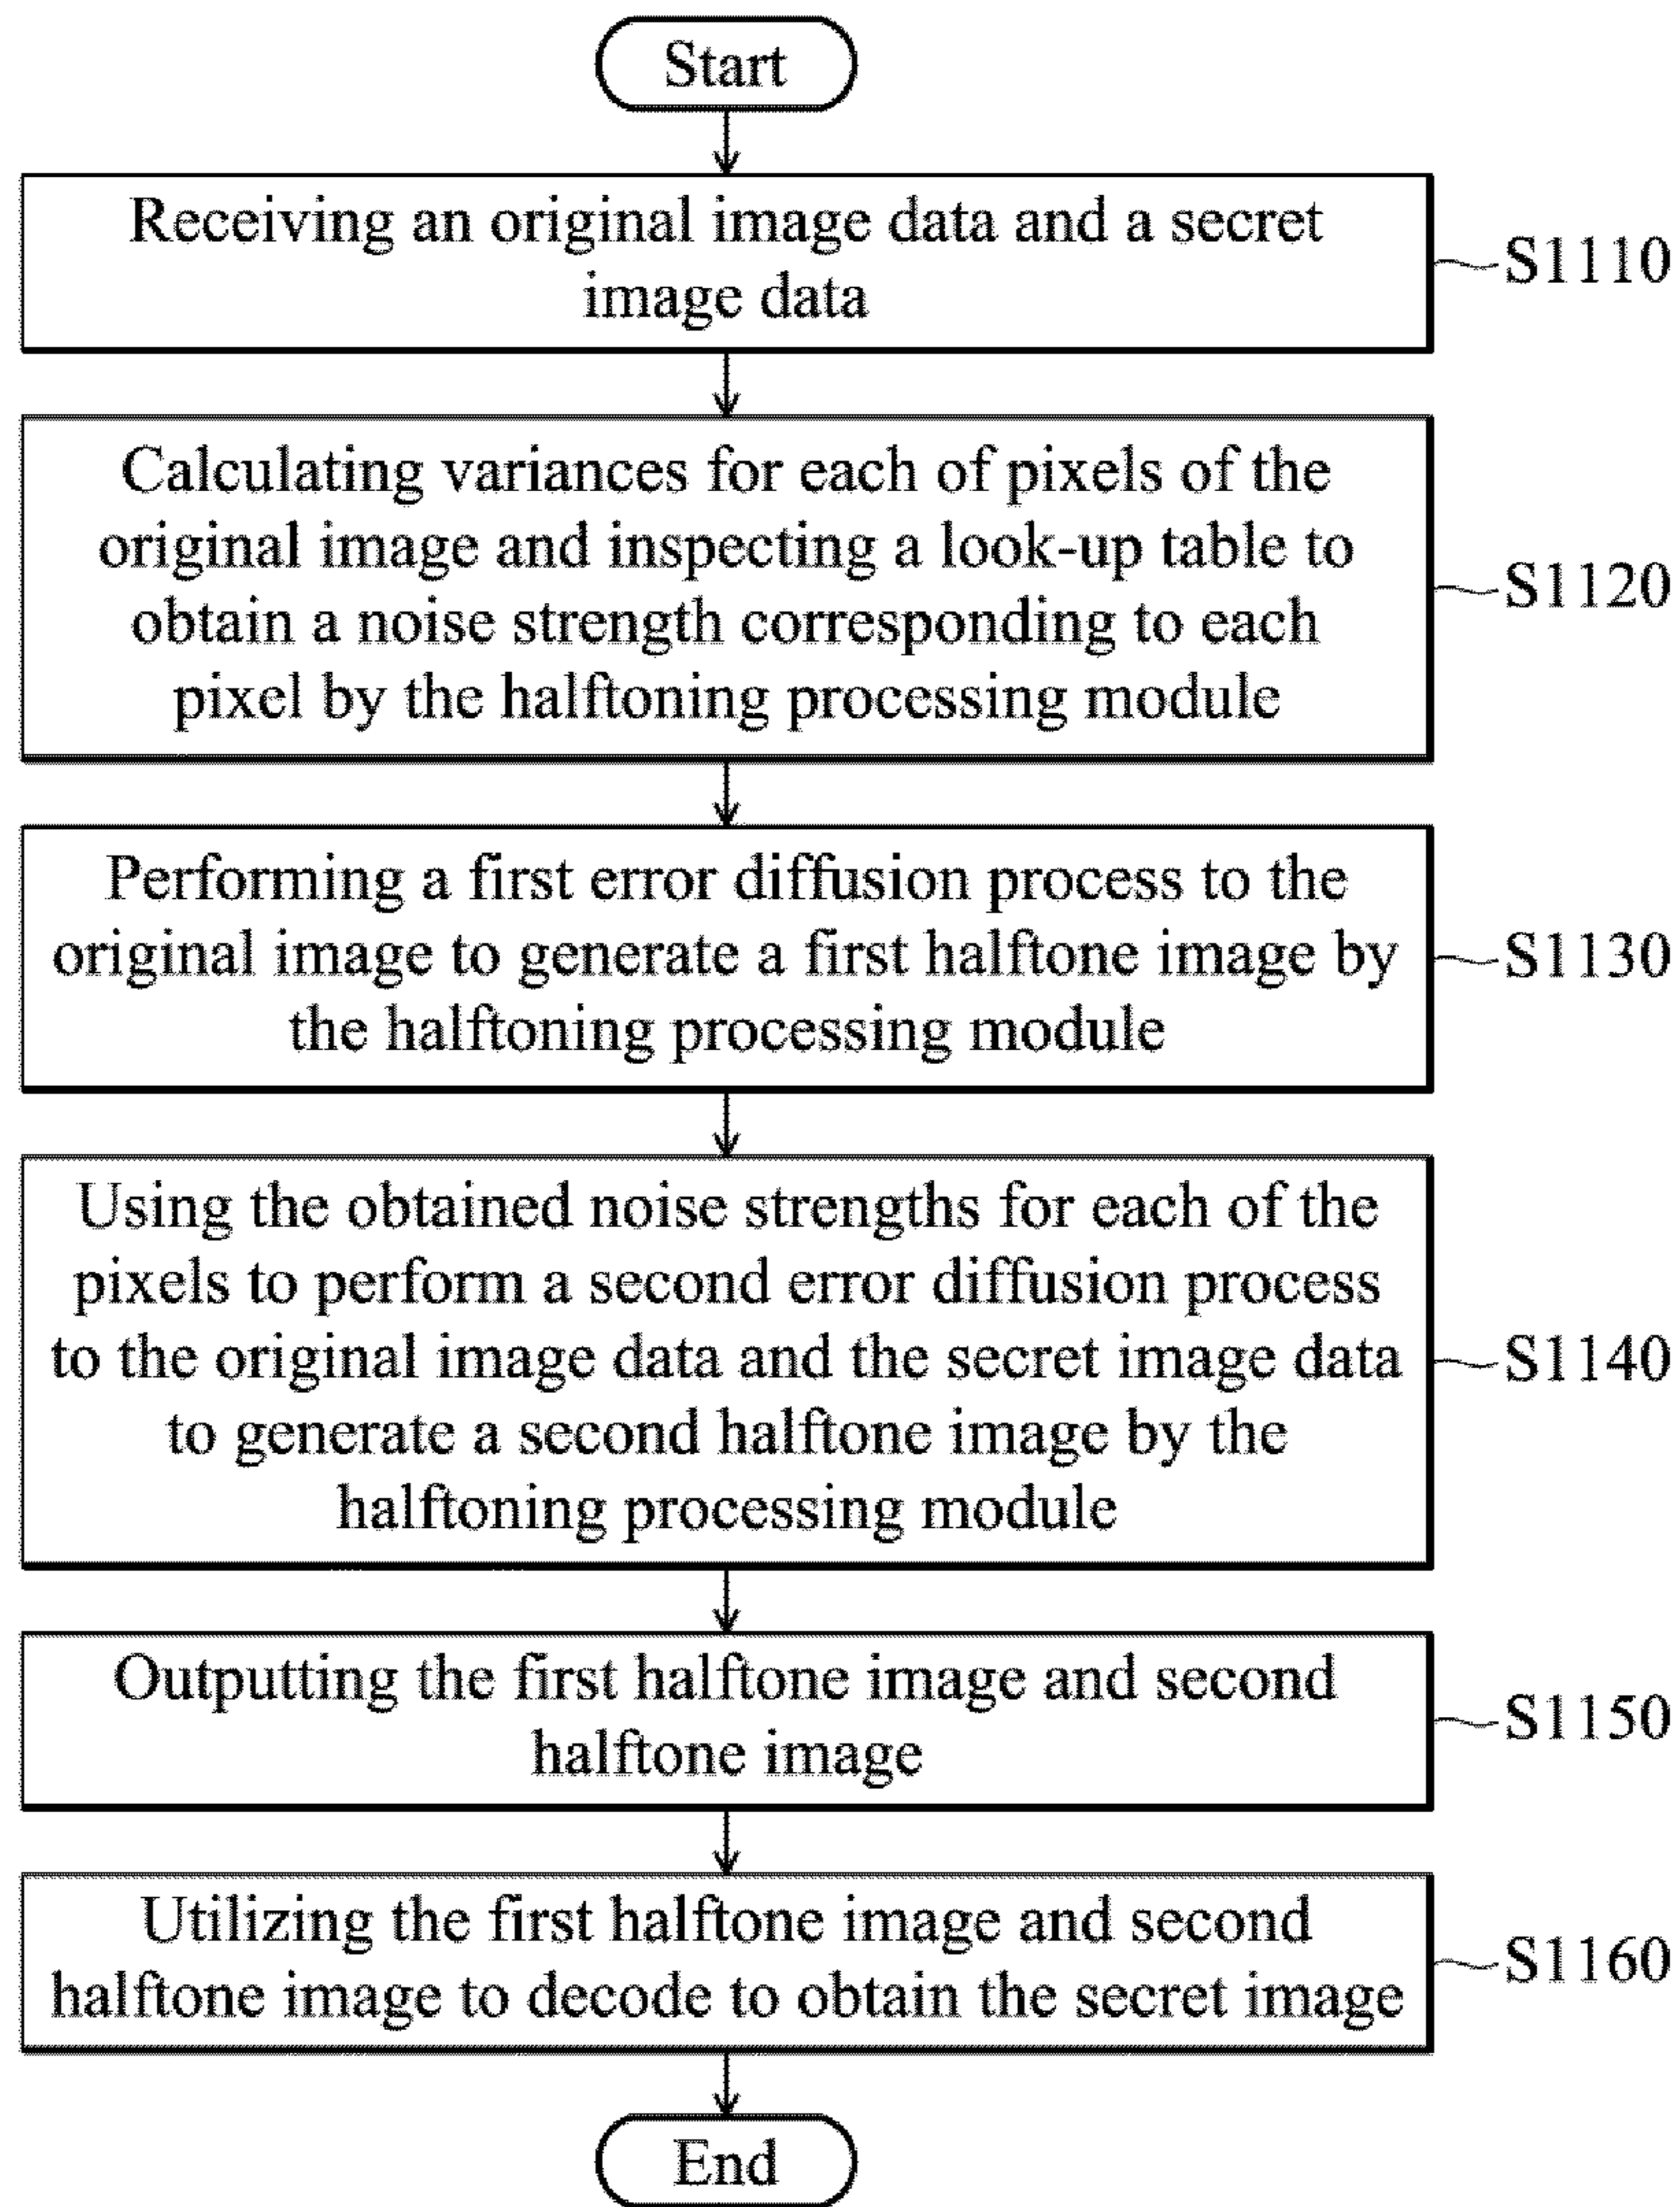 Start
Receiving an original image data and a secret
image data
S1110
Calculating variances for each of pixels of the
original image and inspecting a look-up table to
obtain a noise strength corresponding to each
pixel by the halftoning processing module
S1120
Performing a first error diffusion process to the
original image to generate a first halftone image by
the halftoning processing module
S1130
Using the obtained noise strengths for each of the
pixels to perform a second error diffusion process
to the original image data and the secret image data
to generate a second halftone image by the
halftoning processing module
S1140
Outputting the first halftone image and second
halftone image
S1150
Utilizing the first halftone image and second
halftone image to decode to obtain the secret image
S1160
End